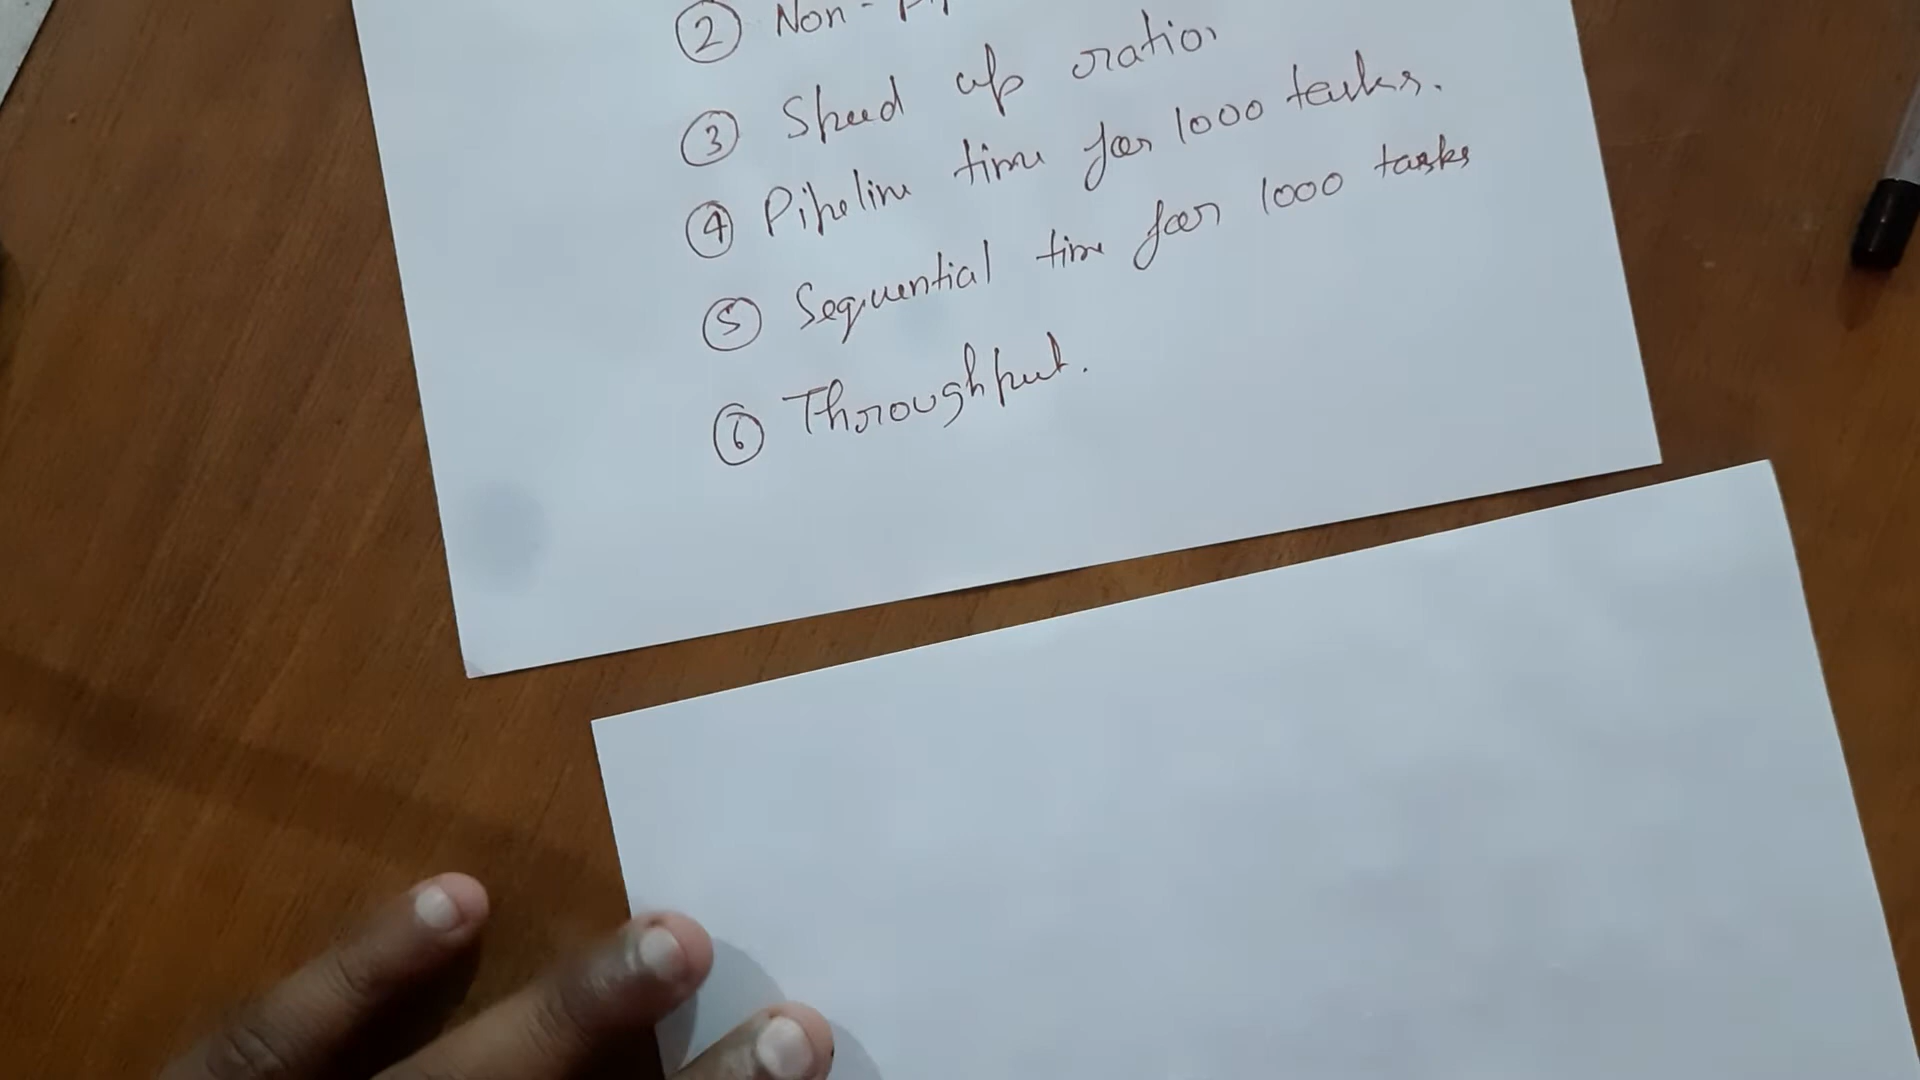 ② Non-
③ Speed up ratio.
④ Pipeline time for 1000 tasks.
⑤ Sequential time for 1000 tasks
⑥ Throughput.